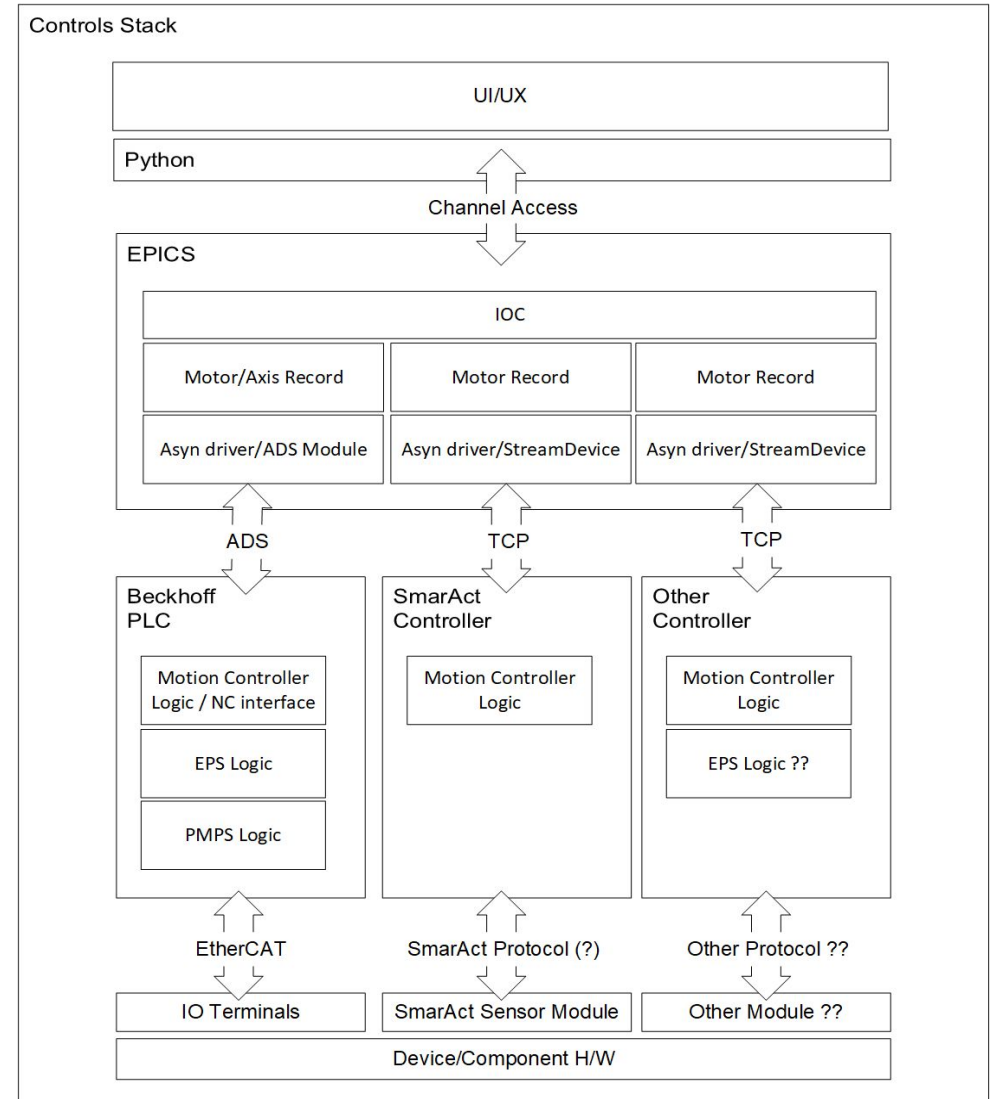 Controls Stack
UI/UX
Python
Channel Access
EPICS
IOC
Motor/Axis Record
Motor Record
Motor Record
Asyn driver/ADS Module
Asyn driver/StreamDevice
Asyn driver/StreamDevice
ADS
TCP
TCP
Beckhoff
PLC
SmarAct
Controller
Other
Controller
Motion Controller
Logic / NC interface
Motion Controller
Logic
Motion Controller
Logic
EPS Logic
EPS Logic ??
PMPS Logic
EtherCAT
SmarAct Protocol (?)
Other Protocol ??
IO Terminals
SmarAct Sensor Module
Other Module ??
Device/Component H/W